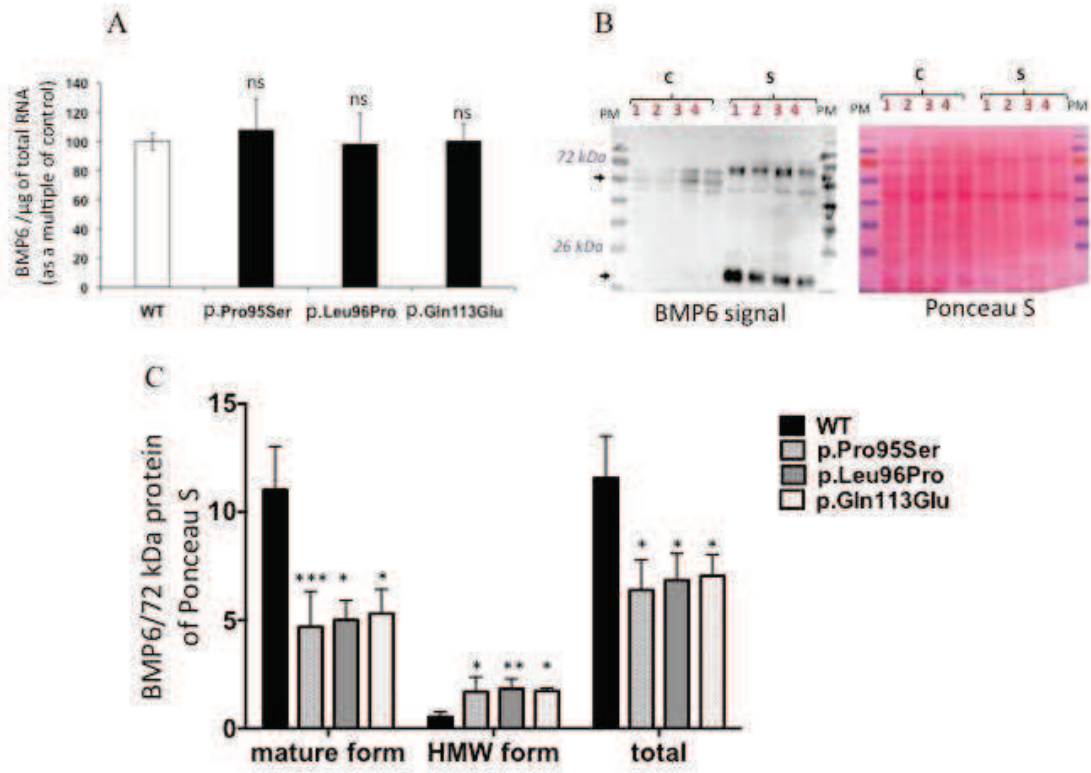 A
BMP6 /µg of total RNA
(as a multiple of control)
140
120
100
80
60
40
20
0
ns
ns
ns
WT
p.Pro95Ser
p.Leu96Pro
p.Gln113Glu
B
C S
PM 1 2 3 4 1 2 3 4 PM
72 kDa
26 kDa
BMP6 signal
C S
PM 1 2 3 4 1 2 3 4 PM
Ponceau S
C
BMP6/72 kDa protein
of Ponceau S
15
10
5
0
*** * *
* ** *
* * *
mature form HMW form total
WT
p.Pro95Ser
p.Leu96Pro
p.Gln113Glu